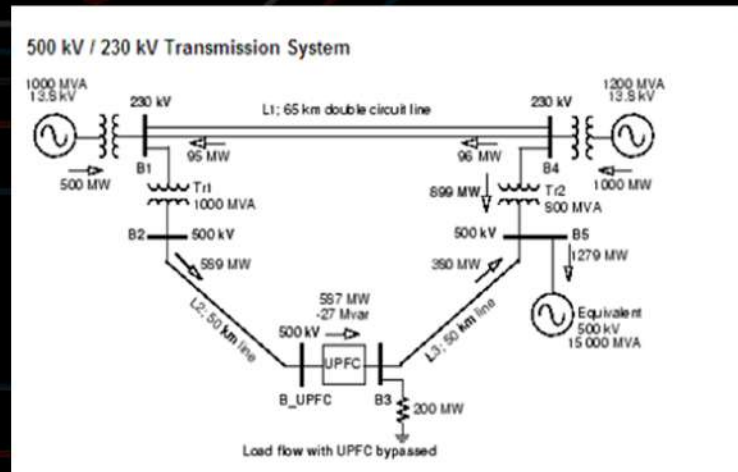 500 kV / 230 kV Transmission System
1000 MVA
13.8 kV
230 kV
L1; 65 km double circuit line
230 kV
1200 MVA
13.8 kV
95 MW
96 MW
B1
B4
500 MW
Tr1
1000 MVA
899 MW
Tr2
800 MVA
1000 MW
B2
500 kV
500 kV
B5
589 MW
380 MW
1279 MW
L2; 50 km line
587 MW
-27 Mvar
500 kV
UPFC
L3; 50 km line
Equivalent
500 kV
15 000 MVA
B_UPFC
B3
200 MW
Load flow with UPFC bypassed